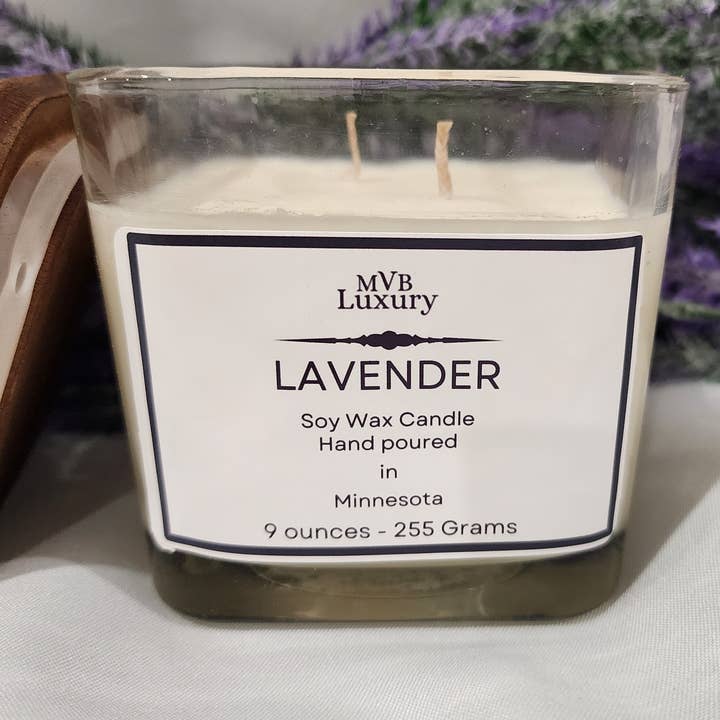 MVB
Luxury
LAVENDER
Soy Wax Candle
Hand poured
in
Minnesota
9 ounces - 255 Grams